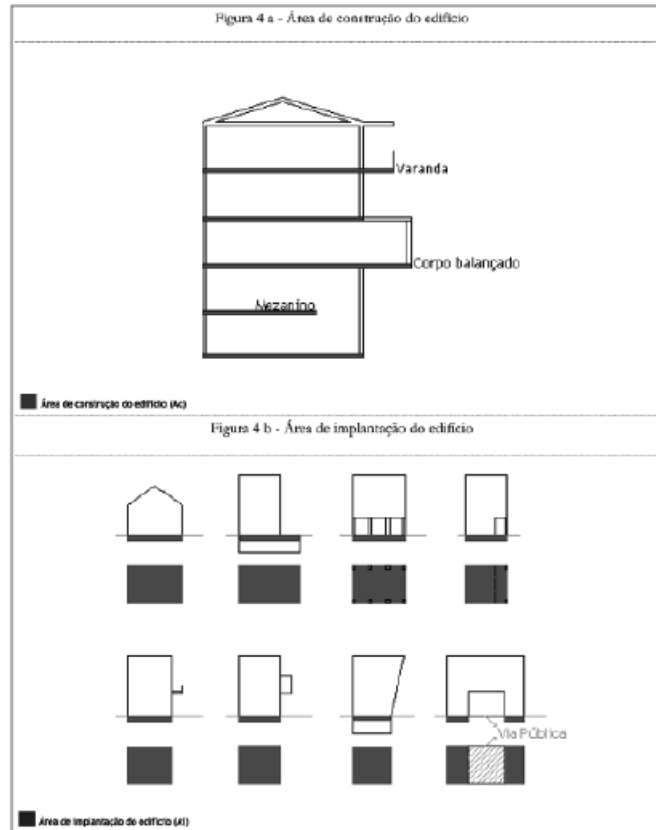 Figura 4 a - Área de construção do edifício
Varanda
Corpo balançado
Mezanino
Área de construção do edifício (Ac)
Figura 4 b - Área de implantação do edifício
Via Pública
Área de implantação do edifício (Ai)